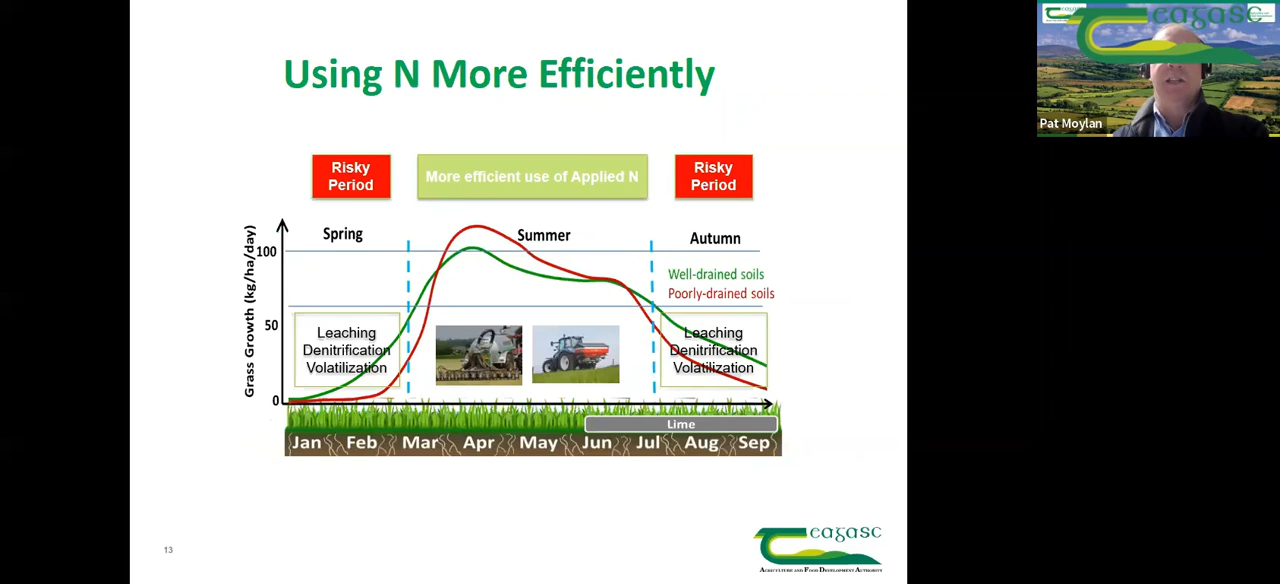 Using N More Efficiently
Risky
Period
More efficient use of Applied N
Risky
Period
Grass Growth (kg/ha/day)
100
50
0
Spring
Summer
Autumn
Well-drained soils
Poorly-drained soils
Leaching
Denitrification
Volatilization
Leaching
Denitrification
Volatilization
Lime
Jan Feb Mar Apr May Jun Jul Aug Sep
13
eagasc
AGRICULTURE AND FOOD DEVELOPMENT AUTHORITY
eagasc
Pat Moylan